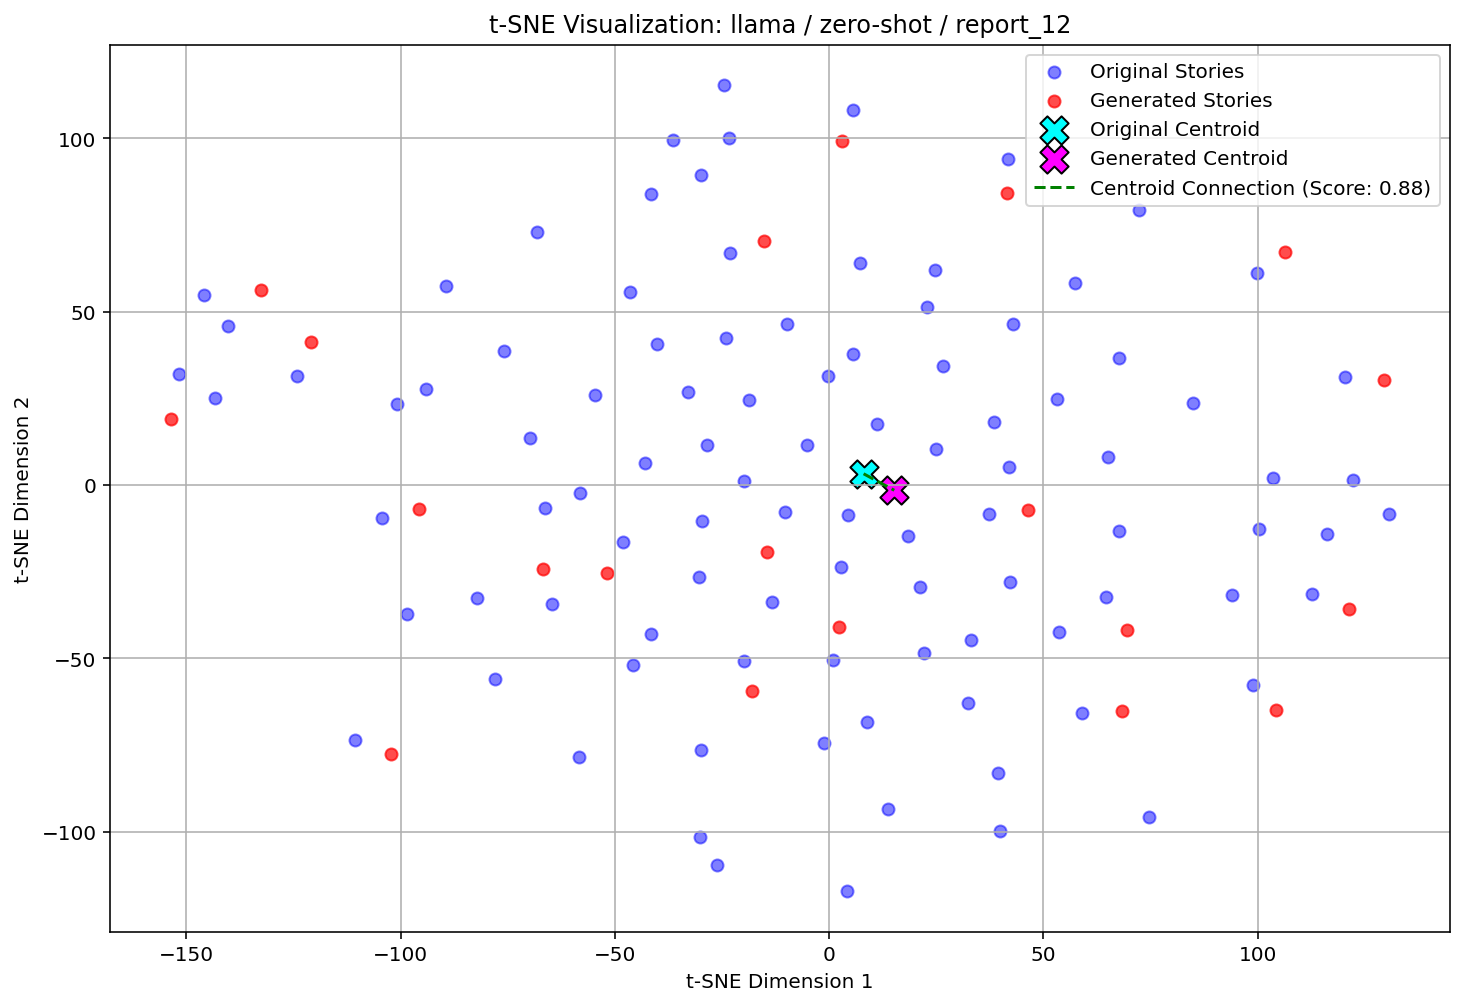 t-SNE Visualization: llama / zero-shot / report_12
Original Stories
Generated Stories
Original Centroid
Generated Centroid
Centroid Connection (Score: 0.88)
t-SNE Dimension 2
100
50
0
−50
−100
−150
−100
−50
0
50
100
t-SNE Dimension 1